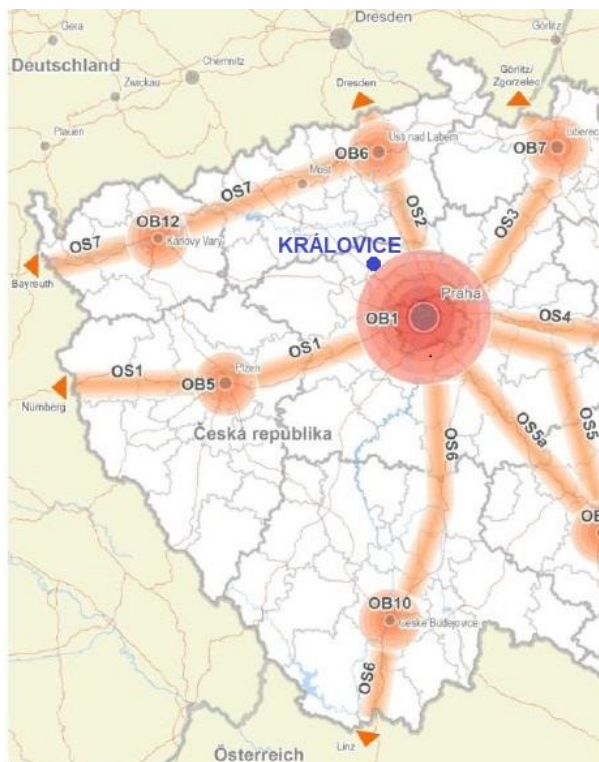 Dresden
Gera
Görlitz
Deutschland
Chemnitz
Zwickau
Dresden
Görlitz/
Zgorzelec
Plauen
OB6
Ústí nad Labem
OB7
Liberec
Most
OS7
OB12
OS2
OS3
Karlovy Vary
OS7
KRÁLOVICE
Bayreuth
Praha
OB1
OS4
OS1
OS1
Plzeň
OB5
Nürnberg
OS5
Česká republika
OS6
OS5a
OB
OB10
České Budějovice
OS6
Linz
Österreich